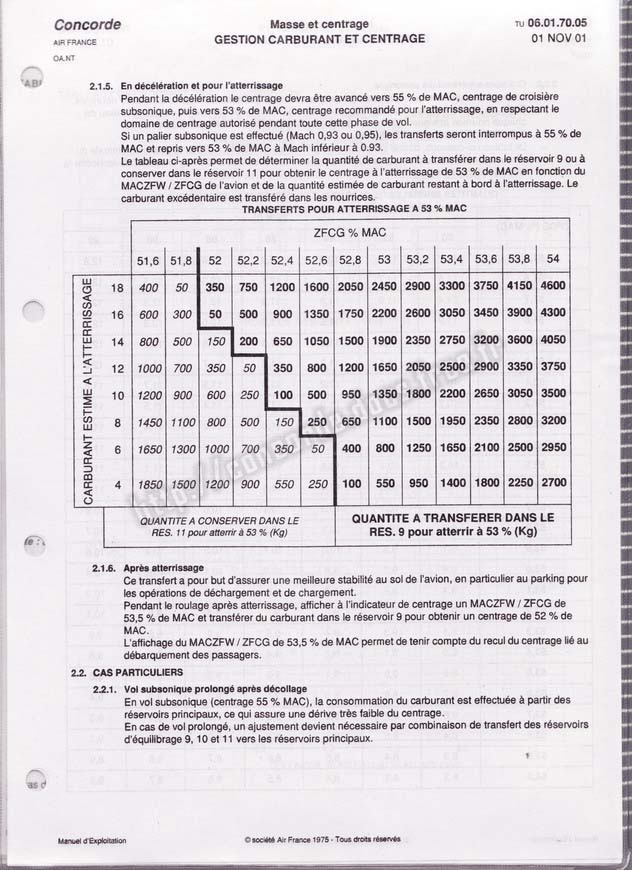 Concorde
AIR FRANCE
OA.NT
Masse et centrage
GESTION CARBURANT ET CENTRAGE
TU 06.01.70.05
01 NOV 01
2.1.5. En décélération et pour l'atterrissage
Pendant la décélération le centrage devra être avancé vers 55 % de MAC, centrage de croisière
subsonique, puis vers 53 % de MAC, centrage recommandé pour l'atterrissage, en respectant le
domaine de centrage autorisé pendant toute cette phase de vol.
Si un palier subsonique est effectué (Mach 0,93 ou 0,95), les transferts seront interrompus à 55 % de
MAC et repris vers 53 % de MAC à Mach inférieur à 0.93.
Le tableau ci-après permet de déterminer la quantité de carburant à transférer dans le réservoir 9 ou à
conserver dans le réservoir 11 pour obtenir le centrage à l'atterrissage de 53 % de MAC en fonction du
MACZFW / ZFCG de l'avion et de la quantité estimée de carburant restant à bord à l'atterrissage. Le
carburant excédentaire est transféré dans les nourrices.
TRANSFERTS POUR ATTERRISSAGE A 53 % MAC
ZFCG % MAC
51,6 51,8 52 52,2 52,4 52,6 52,8 53 53,2 53,4 53,6 53,8 54
CARBURANT ESTIME A L'ATTERRISSAGE
18 400 50 350 750 1200 1600 2050 2450 2900 3300 3750 4150 4600
16 600 300 50 500 900 1350 1750 2200 2600 3050 3450 3900 4300
14 800 500 150 200 650 1050 1500 1900 2350 2750 3200 3600 4050
12 1000 700 350 50 350 800 1200 1650 2050 2500 2900 3350 3750
10 1200 900 600 250 100 500 950 1350 1800 2200 2650 3050 3500
8 1450 1100 800 500 150 250 650 1100 1500 1950 2350 2800 3200
6 1650 1300 1000 700 350 50 400 800 1250 1650 2100 2500 2950
4 1850 1500 1200 900 550 250 100 550 950 1400 1800 2250 2700
QUANTITE A CONSERVER DANS LE
RES. 11 pour atterrir à 53 % (Kg)
QUANTITE A TRANSFERER DANS LE
RES. 9 pour atterrir à 53 % (Kg)
2.1.6. Après atterrissage
Ce transfert a pour but d'assurer une meilleure stabilité au sol de l'avion, en particulier au parking pour
les opérations de déchargement et de chargement.
Pendant le roulage après atterrissage, afficher à l'indicateur de centrage un MACZFW / ZFCG de
53,5 % de MAC et transférer du carburant dans le réservoir 9 pour obtenir un centrage de 52 % de
MAC.
L'affichage du MACZFW / ZFCG de 53,5 % de MAC permet de tenir compte du recul du centrage lié au
débarquement des passagers.
2.2. CAS PARTICULIERS
2.2.1. Vol subsonique prolongé après décollage
En vol subsonique (centrage 55 % MAC), la consommation du carburant est effectuée à partir des
réservoirs principaux, ce qui assure une dérive très faible du centrage.
En cas de vol prolongé, un ajustement devient nécessaire par combinaison de transfert des réservoirs
d'équilibrage 9, 10 et 11 vers les réservoirs principaux.
Manuel d'Exploitation
© société Air France 1975 - Tous droits réservés